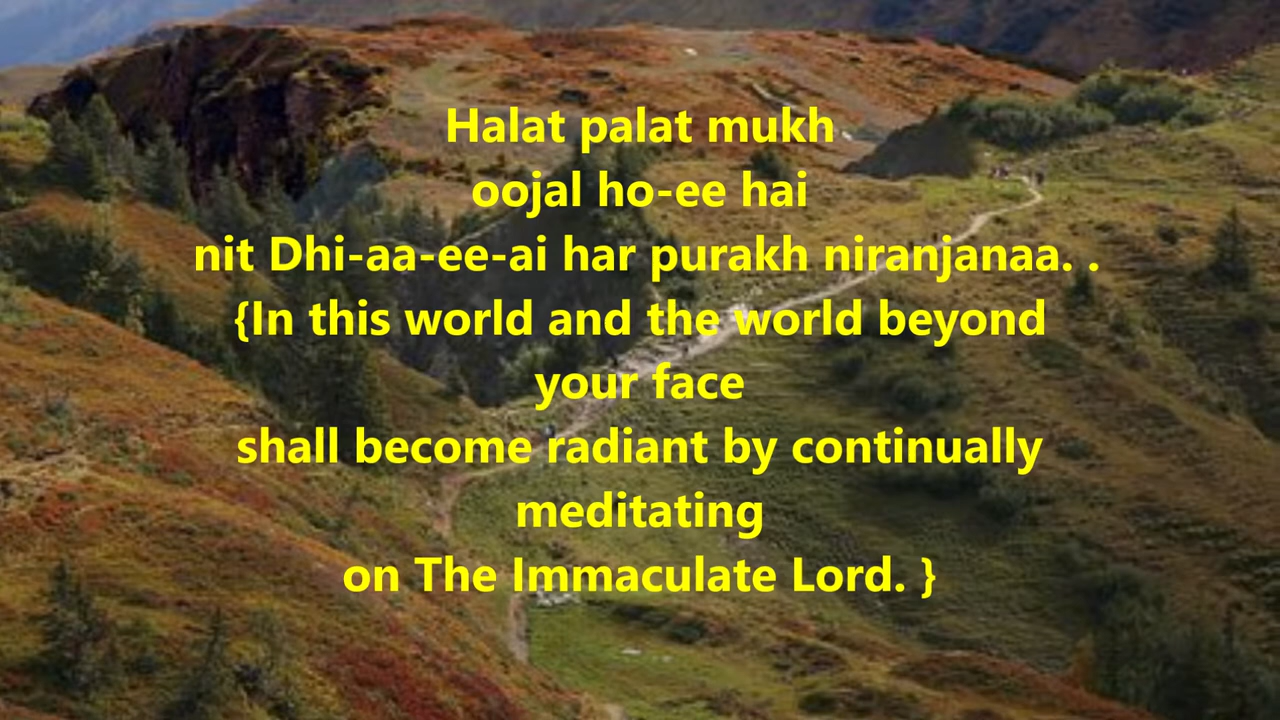 Halat palat mukh
oojal ho-ee hai
nit Dhi-aa-ee-ai har purakh niranjanaa. .
{In this world and the world beyond
your face
shall become radiant by continually
meditating
on The Immaculate Lord. }